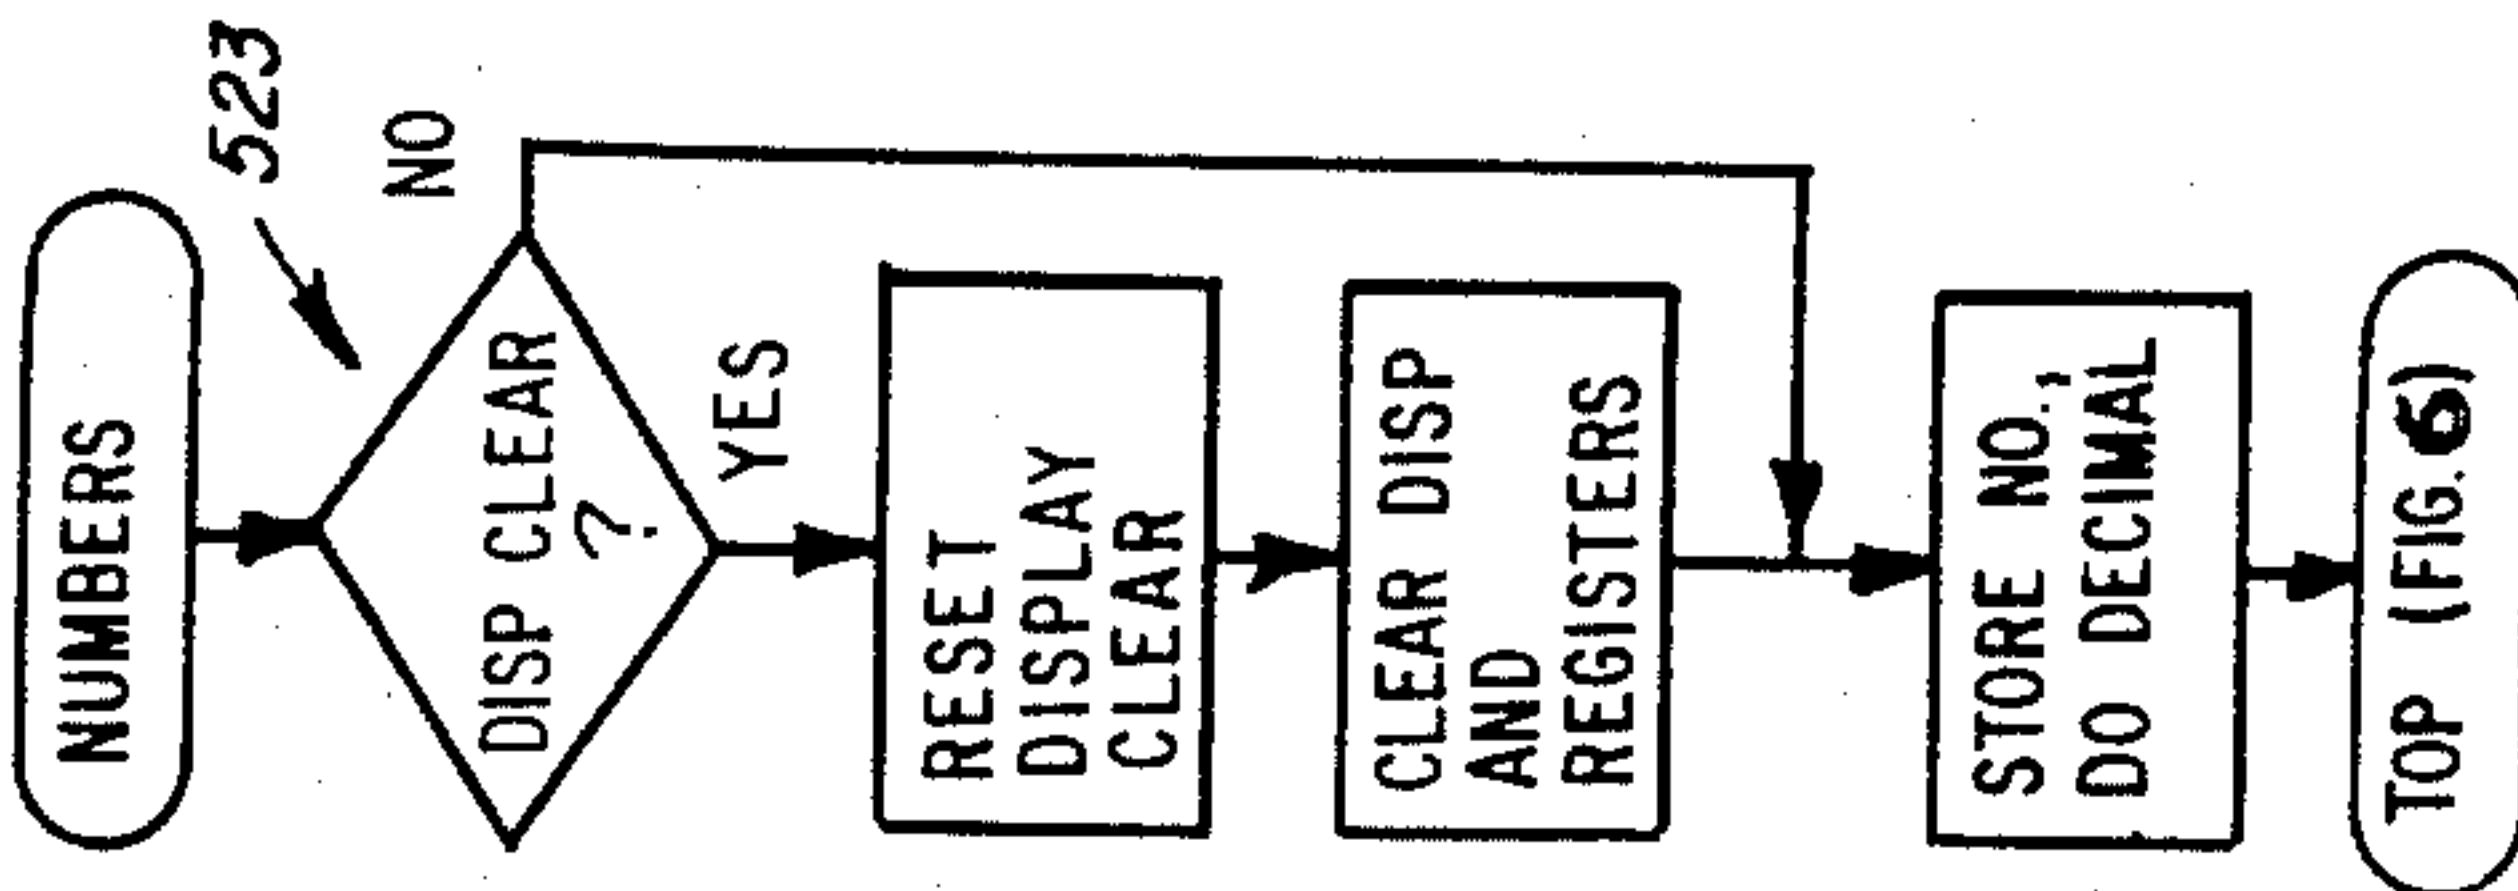 NUMBERS
523
DISP CLEAR
?
NO
YES
RESET
DISPLAY
CLEAR
CLEAR DISP
AND
REGISTERS
STORE NO.,
DO DECIMAL
TOP (FIG. 6)